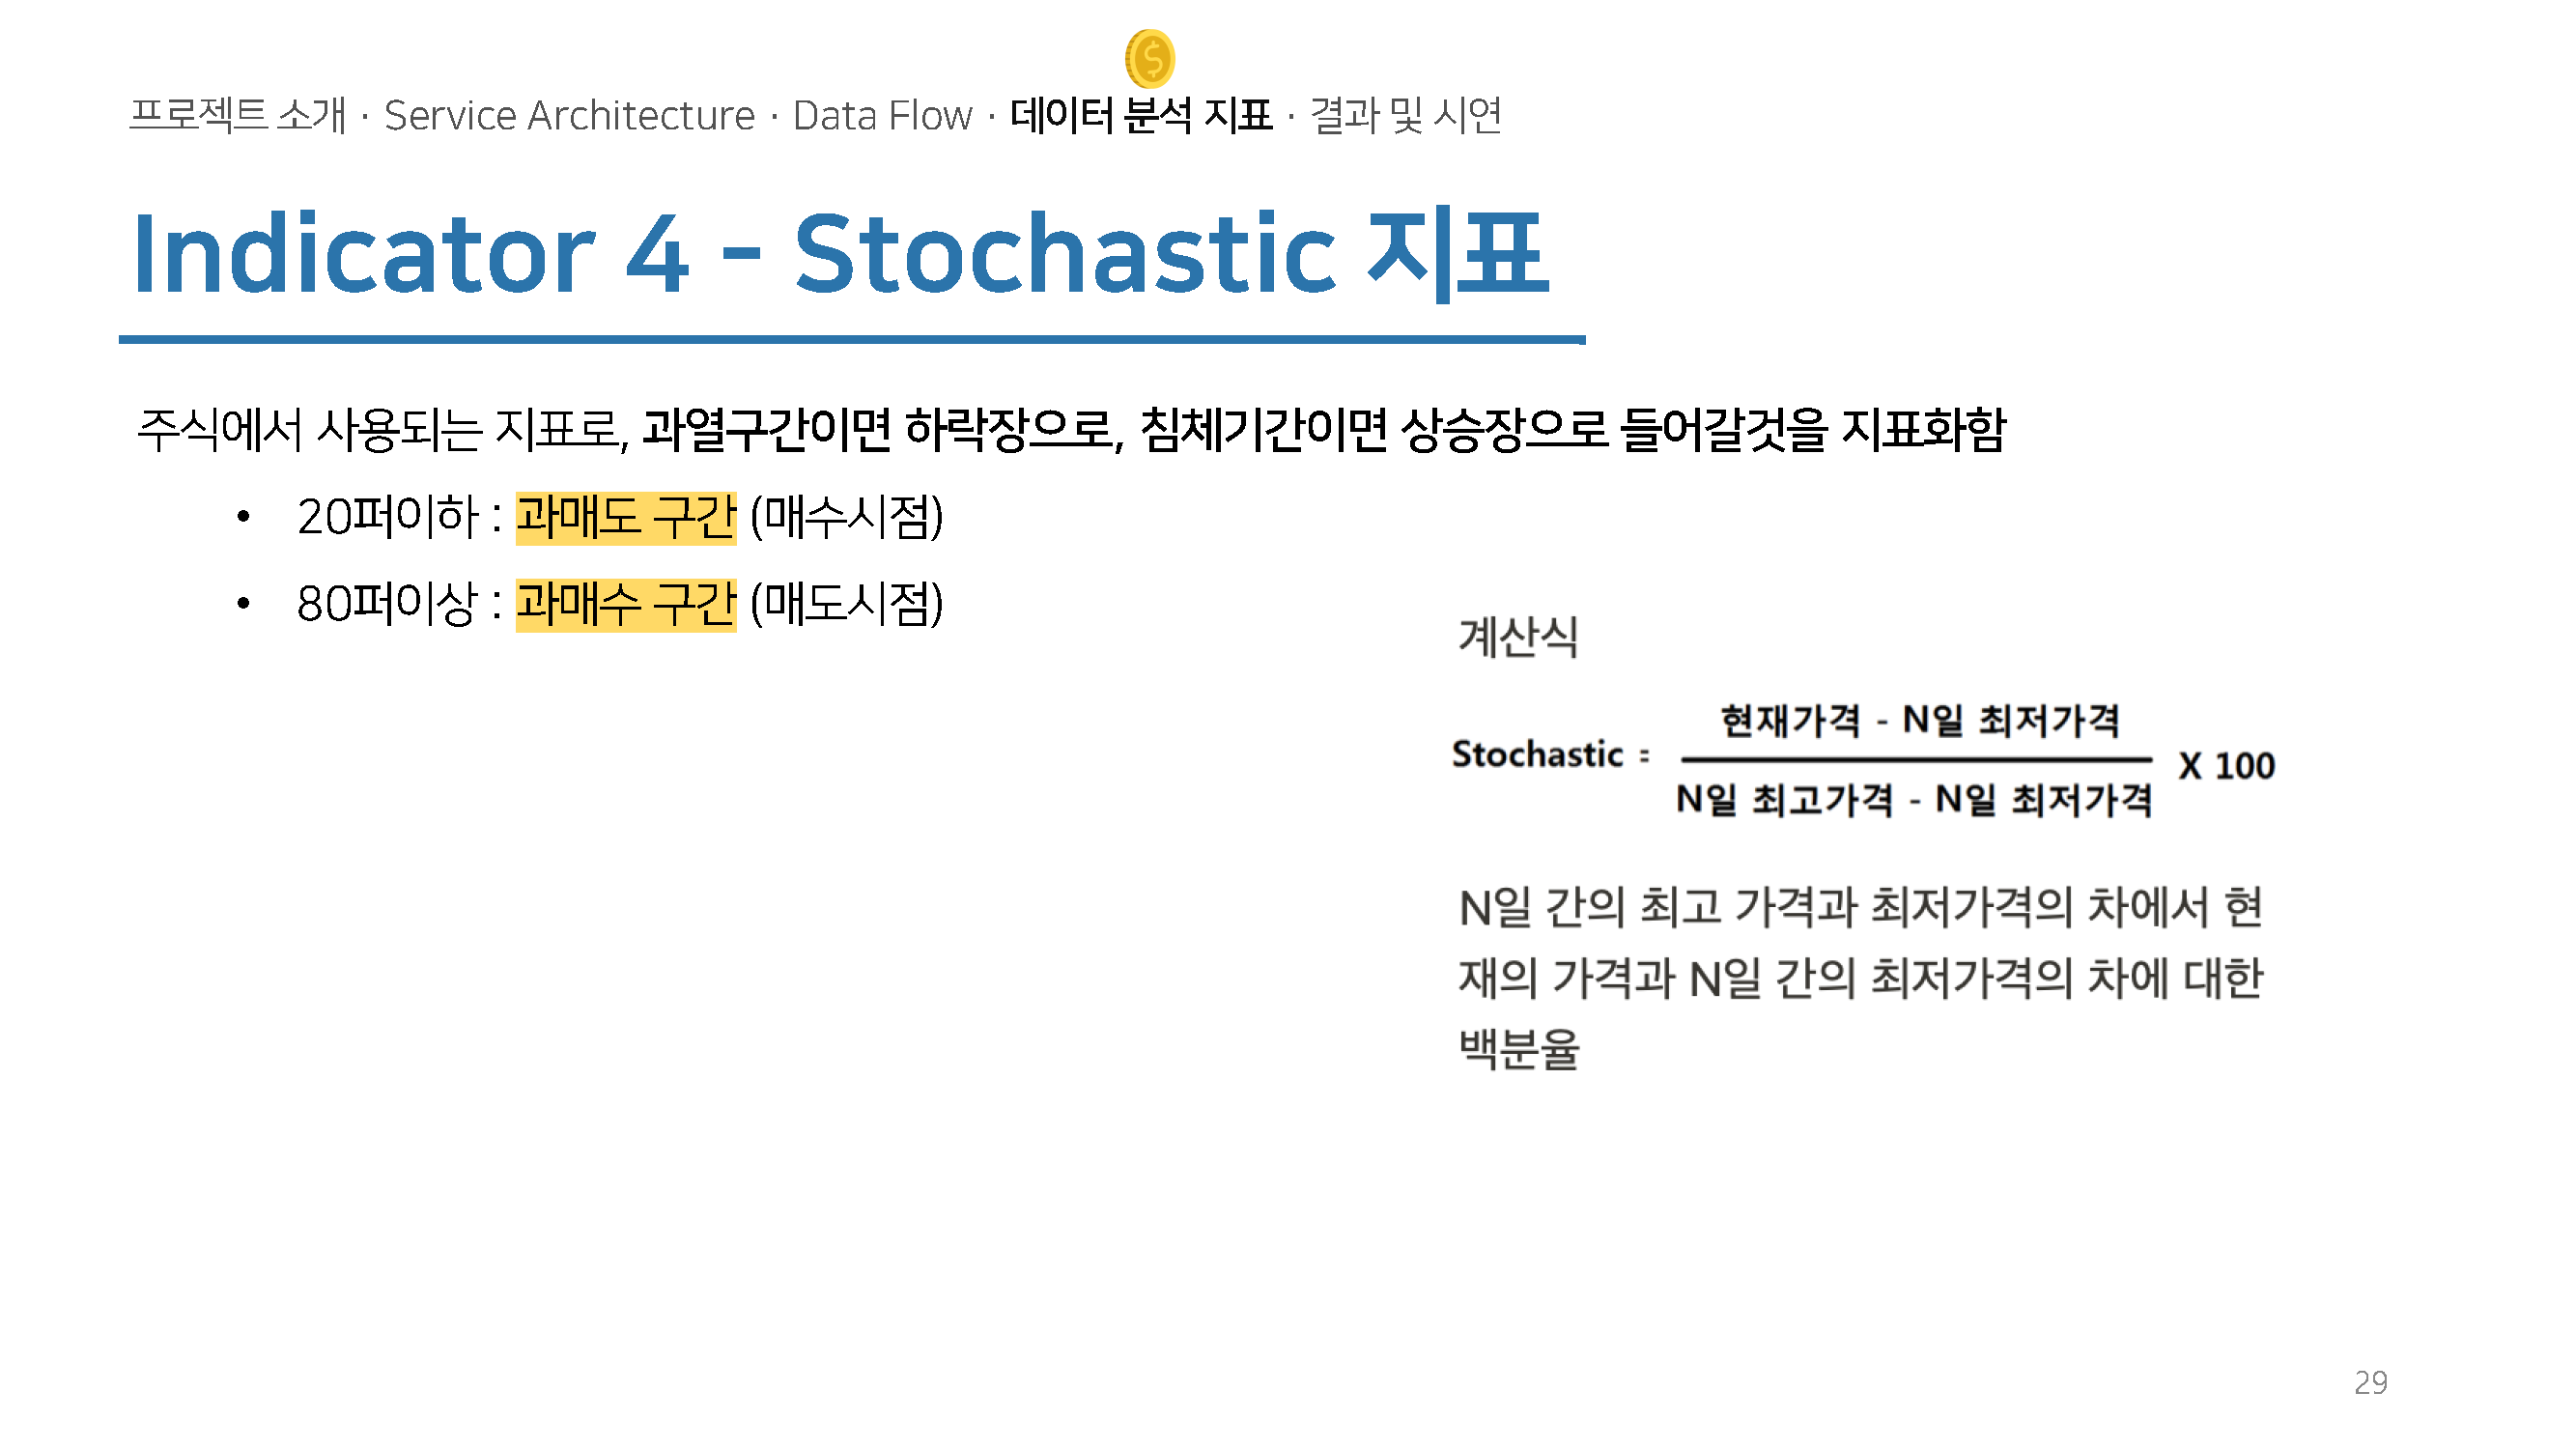 프로젝트 소개 · Service Architecture · Data Flow · 데이터 분석 지표 · 결과 및 시연
Indicator 4 - Stochastic 지표
주식에서 사용되는 지표로, 과열구간이면 하락장으로, 침체기간이면 상승장으로 들어갈것을 지표화함
• 20퍼이하 : 과매도 구간 (매수시점)
• 80퍼이상 : 과매수 구간 (매도시점)
계산식
현재가격 - N일 최저가격
Stochastic = X 100
N일 최고가격 - N일 최저가격
N일 간의 최고 가격과 최저가격의 차에서 현
재의 가격과 N일 간의 최저가격의 차에 대한
백분율
29